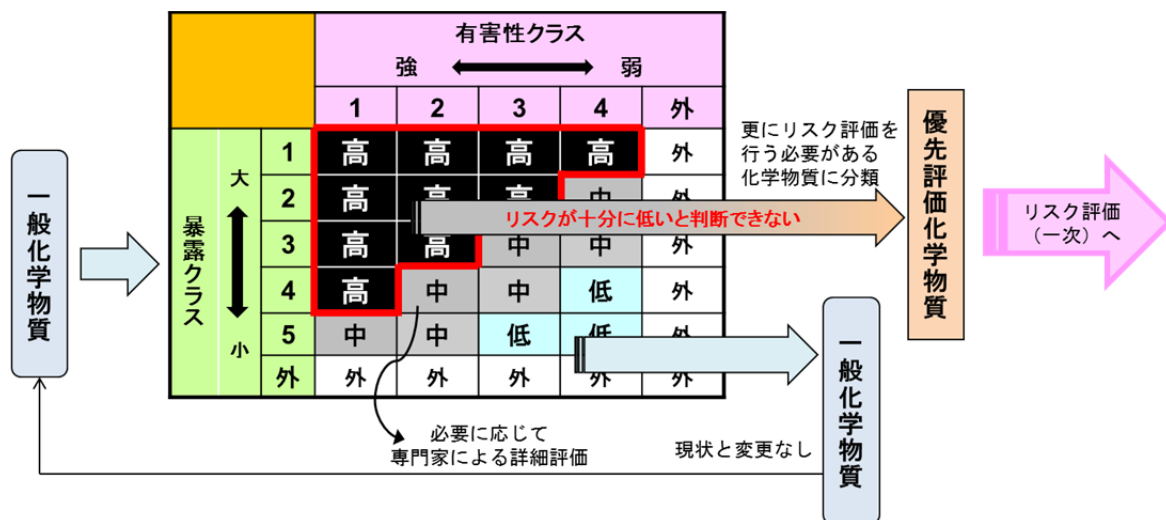 有害性クラス
強 弱
1 2 3 4 外
一般化学物質
暴露クラス
大
小
1 高 高 高 高 外
2 高 高 高 中 外
3 高 高 中 中 外
4 高 中 中 低 外
5 中 中 低 低 外
外 外 外 外 外 外
リスクが十分に低いと判断できない
更にリスク評価を
行う必要がある
化学物質に分類
優先評価化学物質
リスク評価
（一次）へ
一般化学物質
必要に応じて
専門家による詳細評価
現状と変更なし